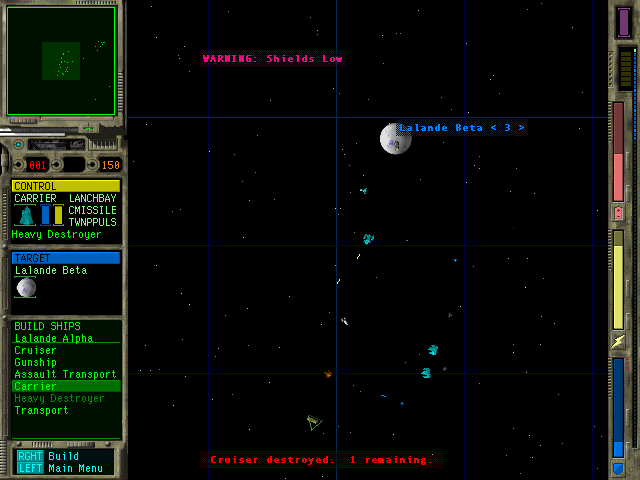 WARNING: Shields Low
Lalande Beta < 3 >
001 150
CONTROL
CARRIER LANCHBAY
CMISSILE
TWNPPULS
Heavy Destroyer
TARGET
Lalande Beta
BUILD SHIPS
Lalande Alpha
Cruiser
Gunship
Assault Transport
Carrier
Heavy Destroyer
Transport
RGHT Build
LEFT Main Menu
Cruiser destroyed. 1 remaining.